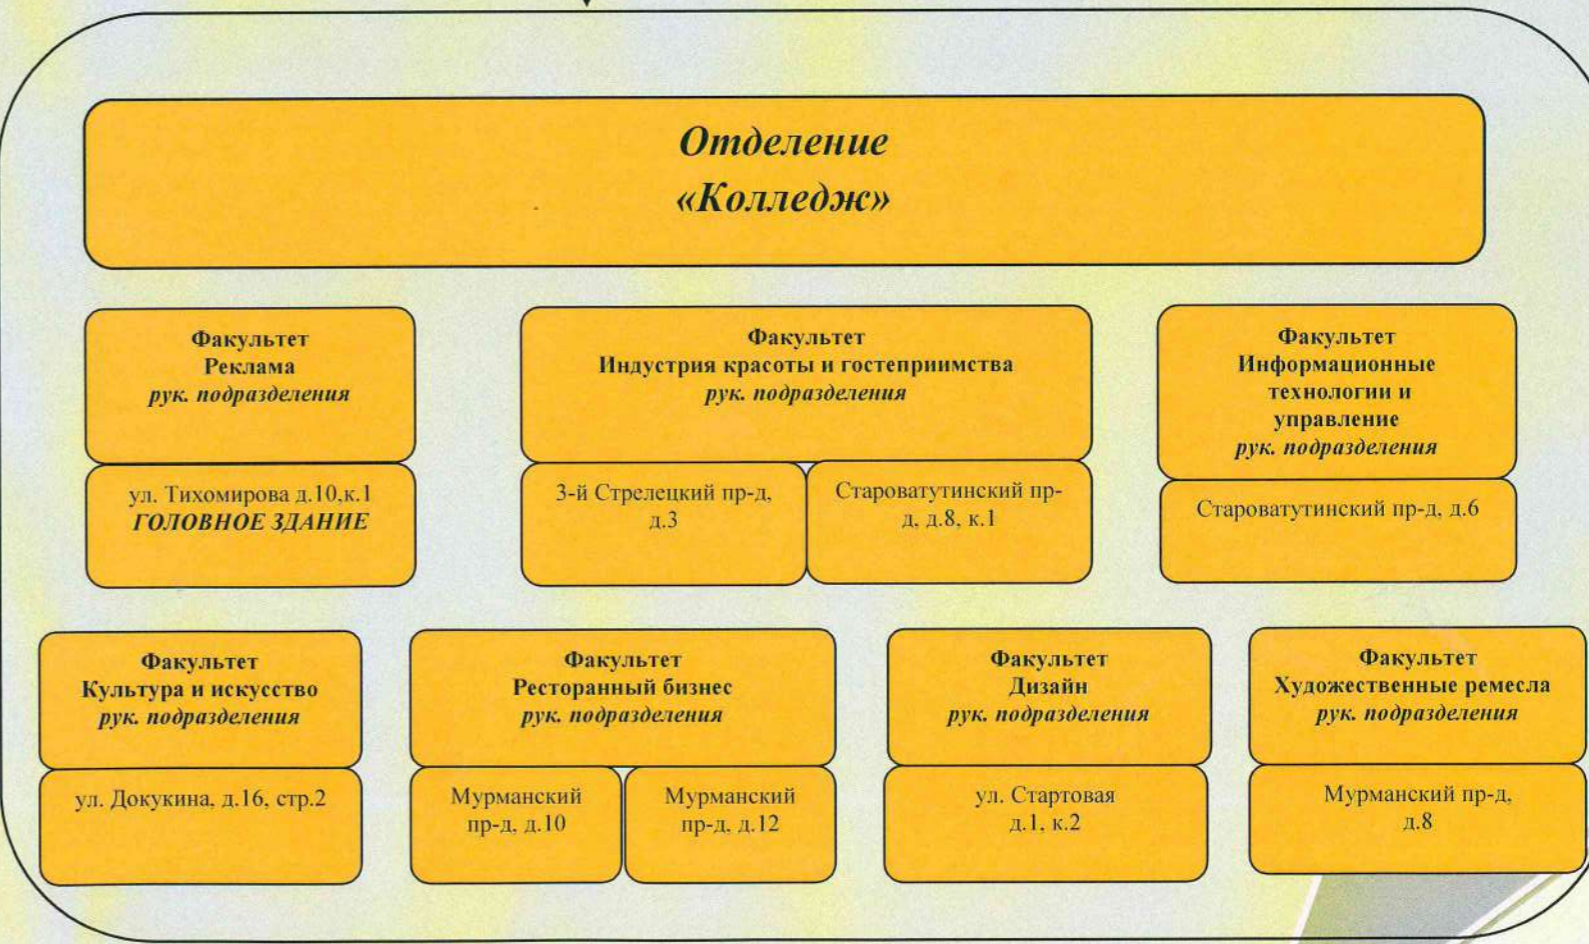 Отделение
«Колледж»
Факультет
Реклама
рук. подразделения
ул. Тихомирова д.10,к.1
ГОЛОВНОЕ ЗДАНИЕ
Факультет
Индустрия красоты и гостеприимства
рук. подразделения
3-й Стрелецкий пр-д,
д.3
Староватутинский пр-
д, д.8, к.1
Факультет
Информационные
технологии и
управление
рук. подразделения
Староватутинский пр-д, д.6
Факультет
Культура и искусство
рук. подразделения
ул. Докукина, д.16, стр.2
Факультет
Ресторанный бизнес
рук. подразделения
Мурманский
пр-д, д.10
Мурманский
пр-д, д.12
Факультет
Дизайн
рук. подразделения
ул. Стартовая
д.1, к.2
Факультет
Художественные ремесла
рук. подразделения
Мурманский пр-д,
д.8